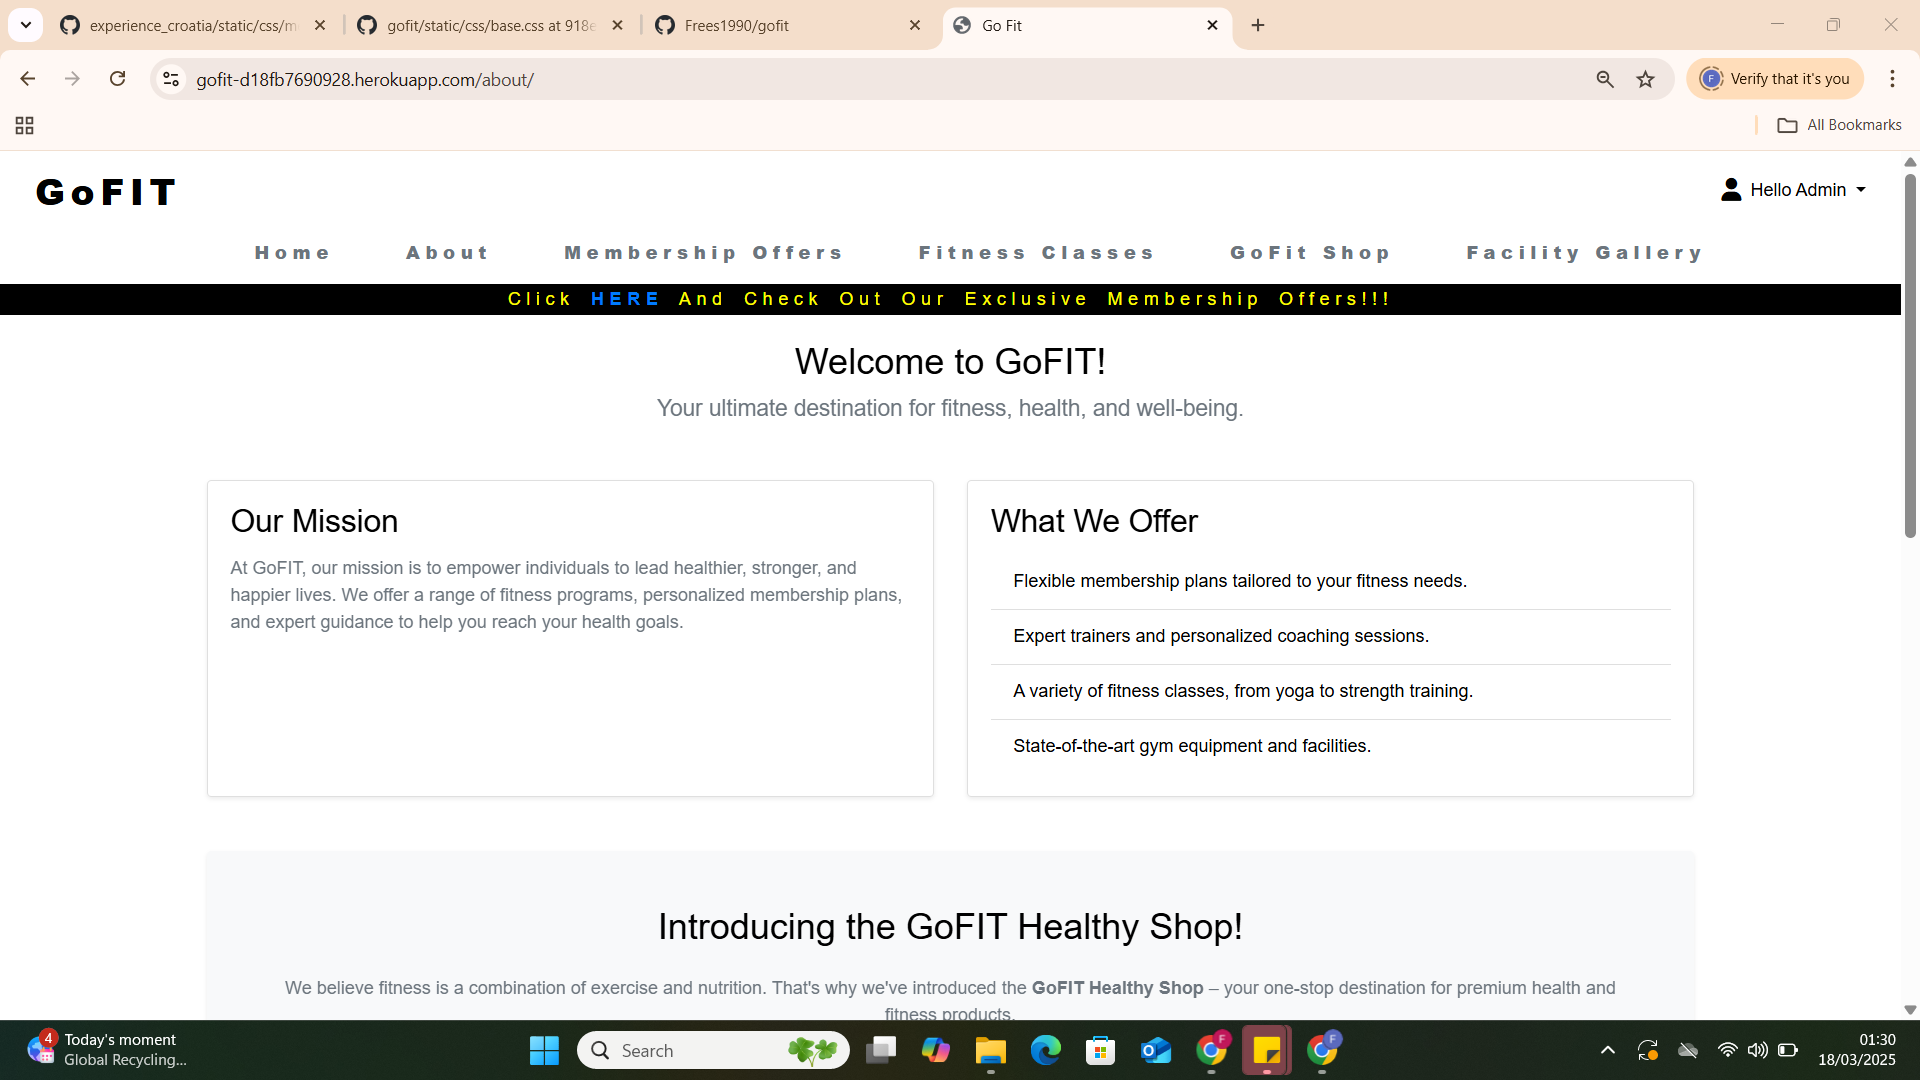 experience_croatia/static/css/m
gofit/static/css/base.css at 918e
Frees1990/gofit
Go Fit
gofit-d18fb7690928.herokuapp.com/about/
F
Verify that it's you
All Bookmarks
GoFIT
Hello Admin
Home
About
Membership Offers
Fitness Classes
GoFit Shop
Facility Gallery
Click HERE And Check Out Our Exclusive Membership Offers!!!
Welcome to GoFIT!
Your ultimate destination for fitness, health, and well-being.
Our Mission
At GoFIT, our mission is to empower individuals to lead healthier, stronger, and
happier lives. We offer a range of fitness programs, personalized membership plans,
and expert guidance to help you reach your health goals.
What We Offer
Flexible membership plans tailored to your fitness needs.
Expert trainers and personalized coaching sessions.
A variety of fitness classes, from yoga to strength training.
State-of-the-art gym equipment and facilities.
Introducing the GoFIT Healthy Shop!
We believe fitness is a combination of exercise and nutrition. That's why we've introduced the GoFIT Healthy Shop – your one-stop destination for premium health and
fitness products.
4
Today's moment
Global Recycling...
Search
F
F
01:30
18/03/2025